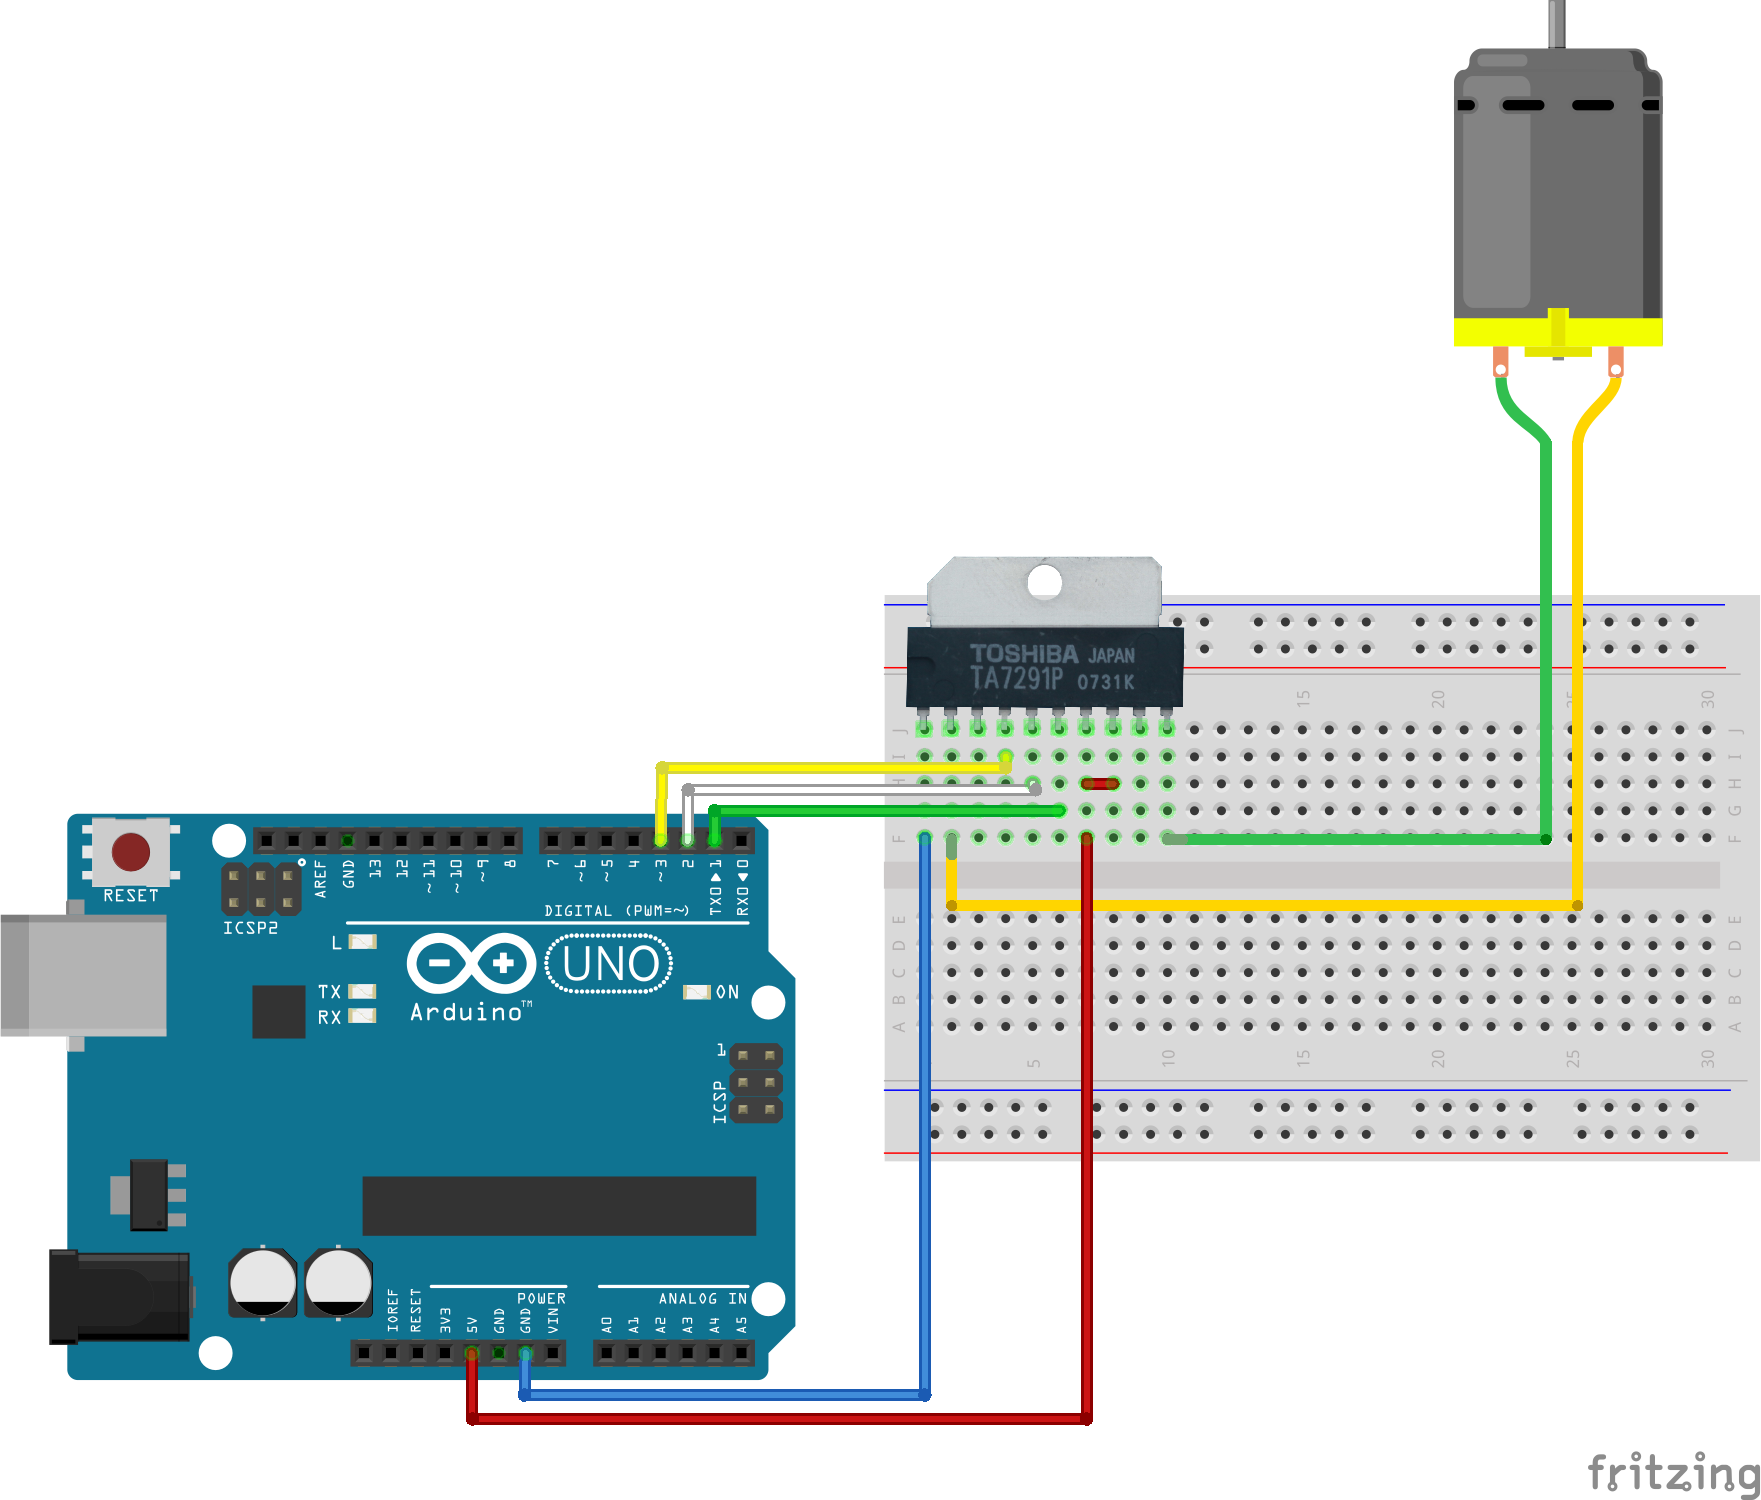 TOSHIBA JAPAN
TA7291P 0731K
15
20
25
30
J
J
I
I
H
H
G
G
F
F
E
E
D
D
C
C
B
B
A
A
5
10
15
20
25
30
RESET
ICSP2
AREF
GND
13
12
~11
~10
~9
8
7
~6
~5
4
~3
2
TX0▶1
RX0◀0
DIGITAL (PWM=~)
L
TX
RX
Arduino™
UNO
ON
1
ICSP
POWER
ANALOG IN
IOREF
RESET
3V3
5V
GND
GND
VIN
A0
A1
A2
A3
A4
A5
fritzing